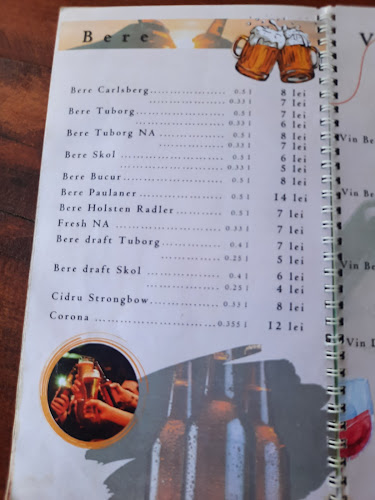 Bere
Bere Carlsberg.................. 0.5 l 8 lei
.................. 0.33 l 7 lei
Bere Tuborg..................... 0.5 l 7 lei
.................. 0.33 l 6 lei
Bere Tuborg NA ................ 0.5 l 8 lei
................ 0.33 l 7 lei
Bere Skol ....................... 0.5 l 6 lei
....................... 0.33 l 5 lei
Bere Bucur ...................... 0.5 l 8 lei
Bere Paulaner .................... 14 lei
Bere Holsten Radler .............. 0.5 l 7 lei
Fresh NA ...................... 0.33 l 7 lei
Bere draft Tuborg ............... 0.4 l 7 lei
............... 0.25 l 5 lei
Bere draft Skol ................. 0.4 l 6 lei
................. 0.25 l 4 lei
Cidru Strongbow.................. 0.33 l 8 lei
Corona ............................ 0.355 l 12 lei
V
Vin Be
Vin Be
Vin